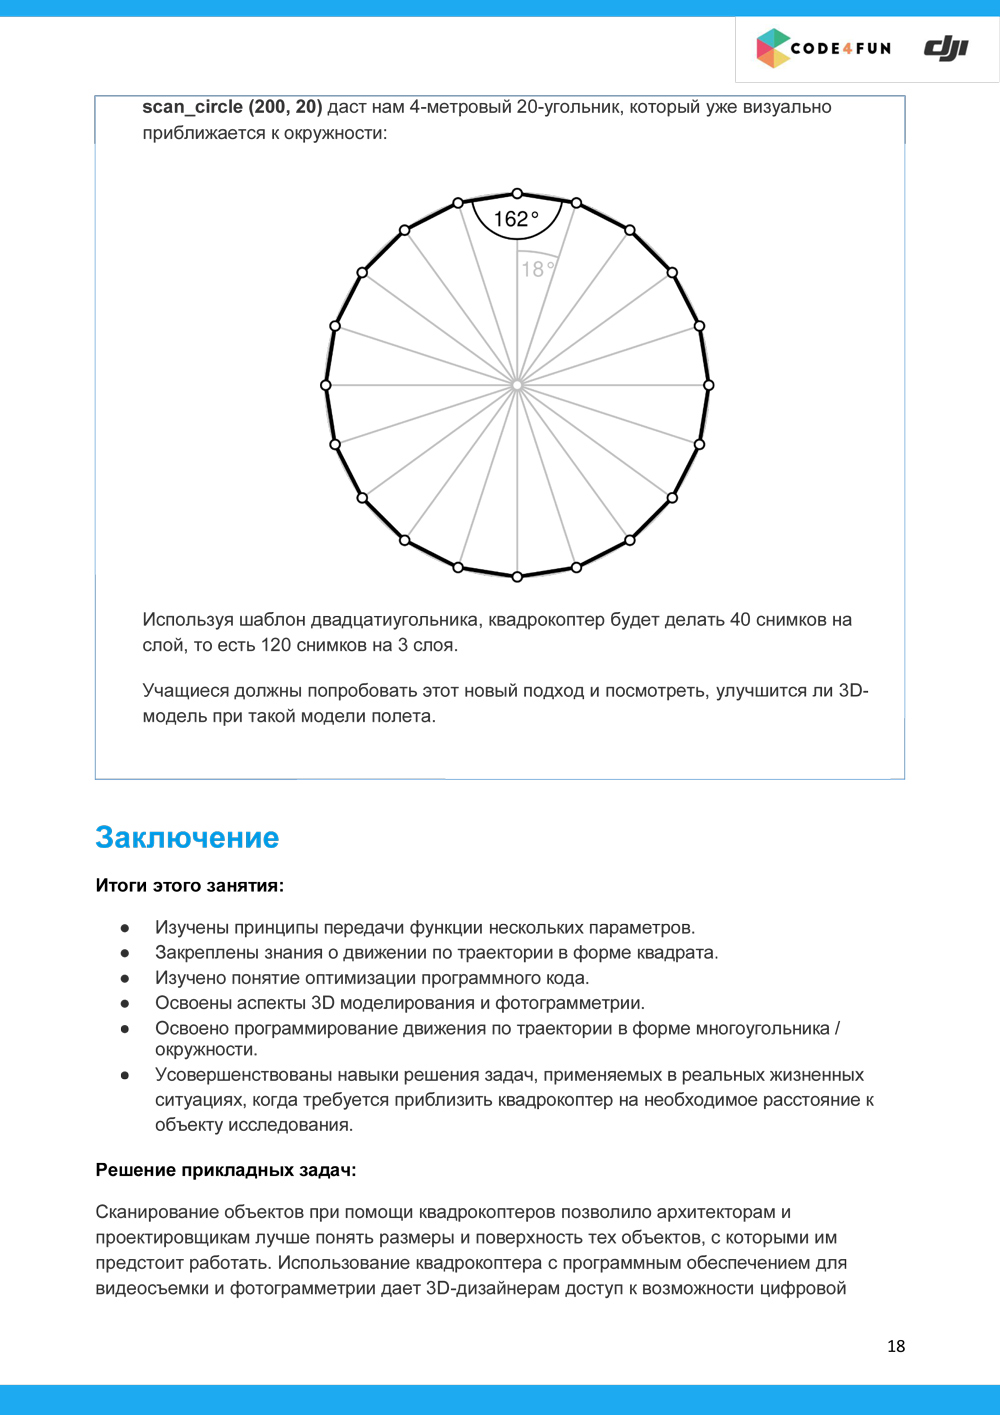 CODE4FUN dji
scan_circle (200, 20) даст нам 4-метровый 20-угольник, который уже визуально
приближается к окружности:
162°
18°
Используя шаблон двадцатиугольника, квадрокоптер будет делать 40 снимков на
слой, то есть 120 снимков на 3 слоя.
Учащиеся должны попробовать этот новый подход и посмотреть, улучшится ли 3D-
модель при такой модели полета.
Заключение
Итоги этого занятия:
● Изучены принципы передачи функции нескольких параметров.
● Закреплены знания о движении по траектории в форме квадрата.
● Изучено понятие оптимизации программного кода.
● Освоены аспекты 3D моделирования и фотограмметрии.
● Освоено программирование движения по траектории в форме многоугольника /
окружности.
● Усовершенствованы навыки решения задач, применяемых в реальных жизненных
ситуациях, когда требуется приблизить квадрокоптер на необходимое расстояние к
объекту исследования.
Решение прикладных задач:
Сканирование объектов при помощи квадрокоптеров позволило архитекторам и
проектировщикам лучше понять размеры и поверхность тех объектов, с которыми им
предстоит работать. Использование квадрокоптера с программным обеспечением для
видеосъемки и фотограмметрии дает 3D-дизайнерам доступ к возможности цифровой
18